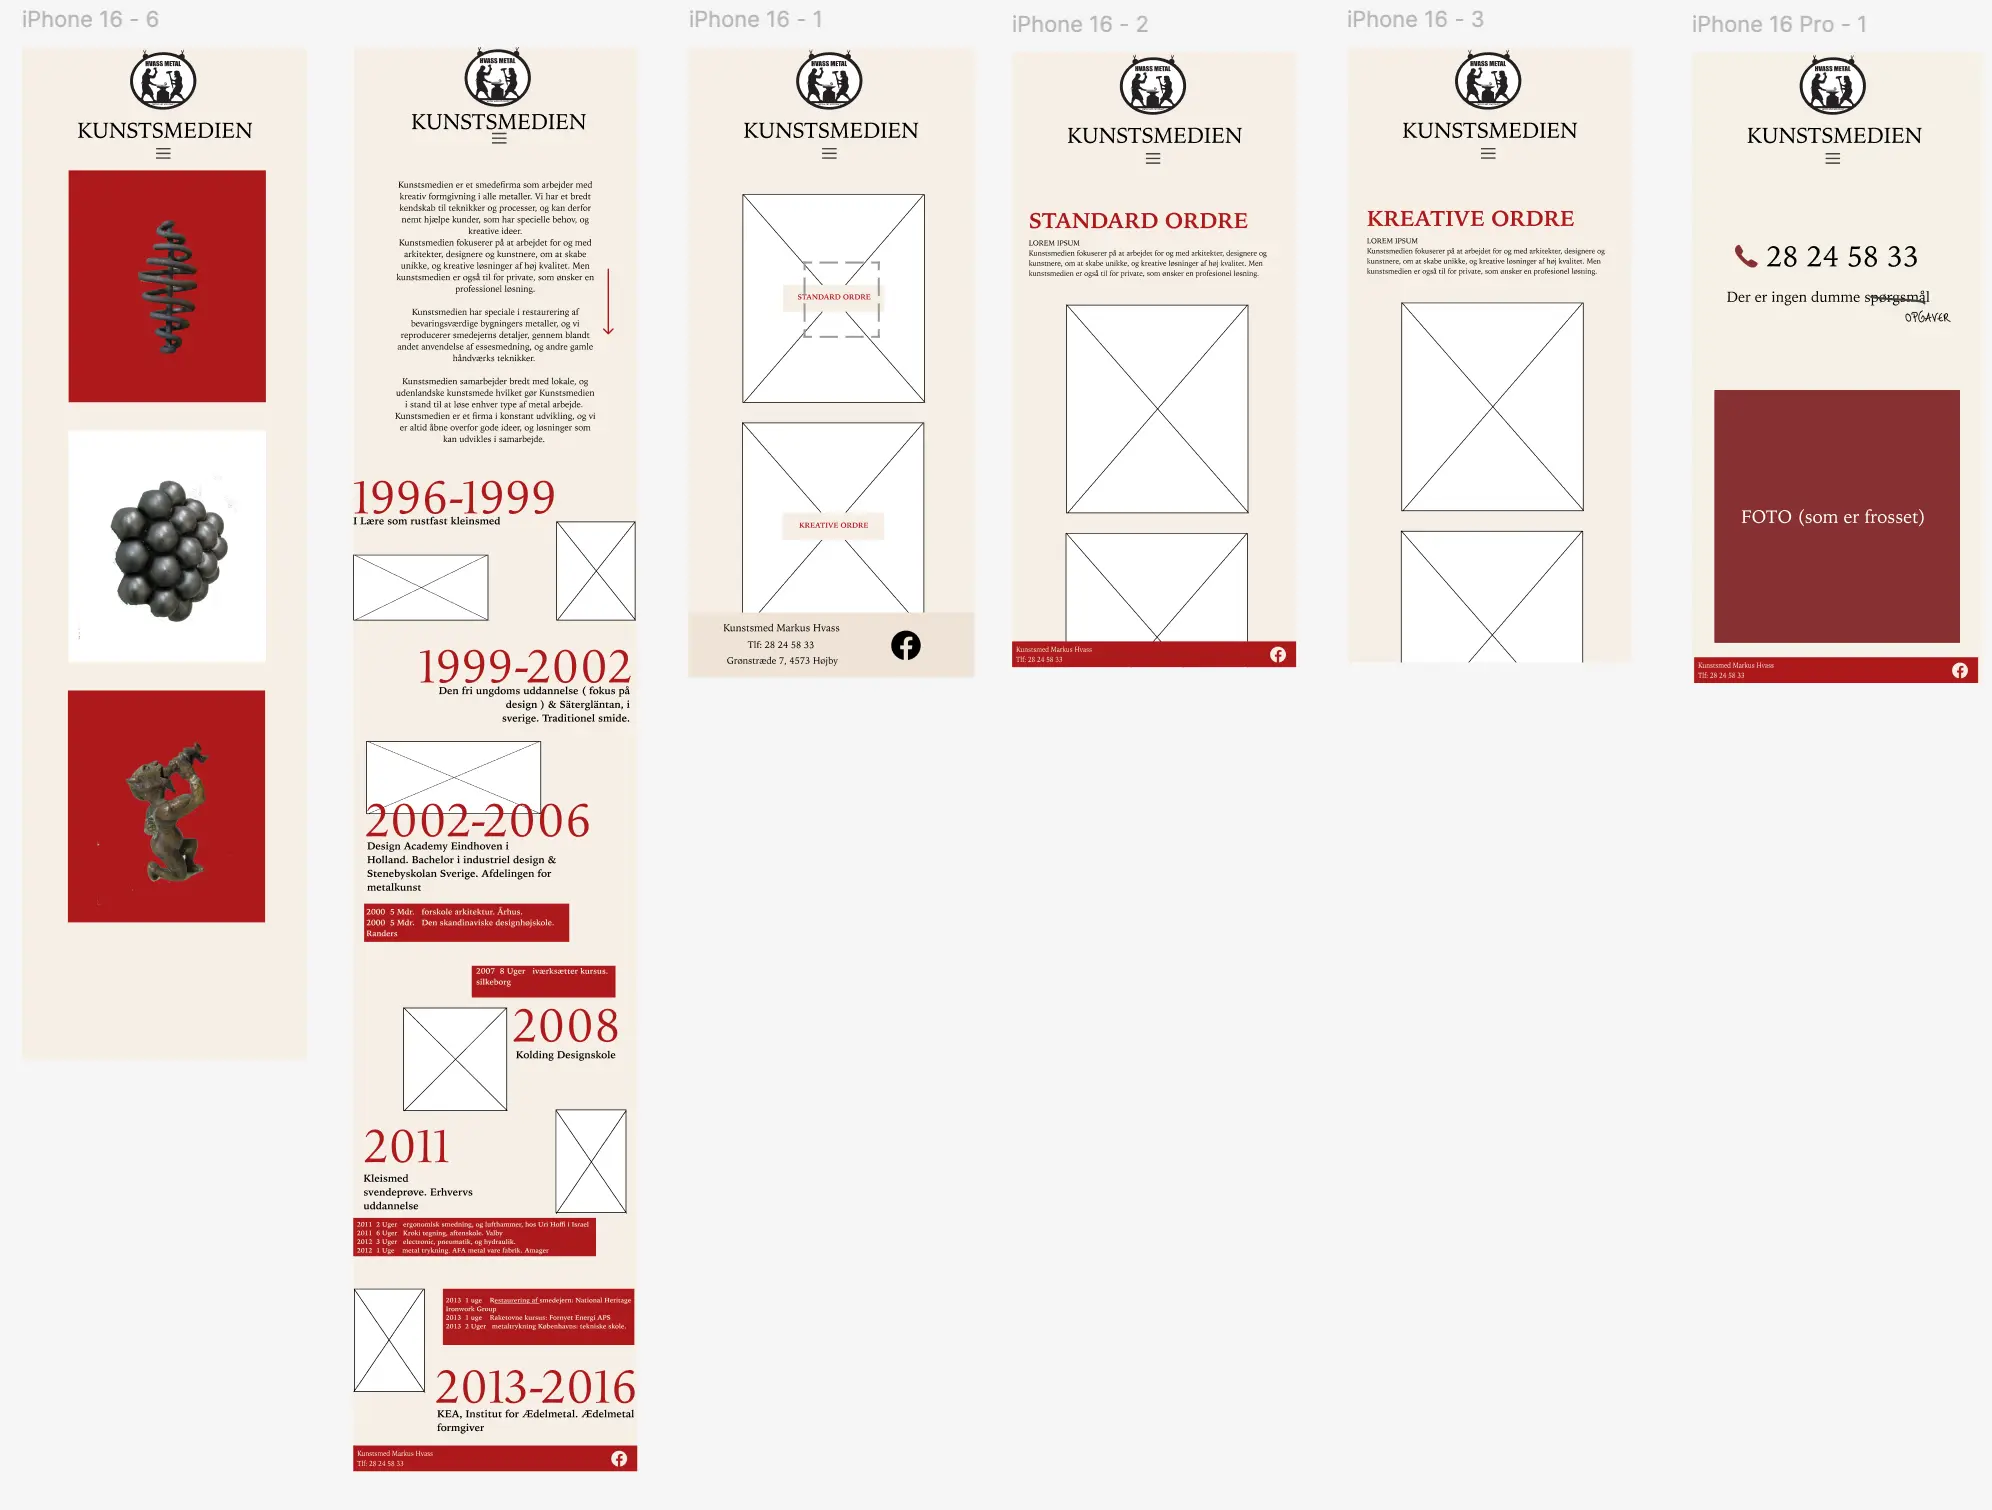 iPhone 16 - 6
HVASS METAL
KUNSTSMEDIEN
HVASS METAL
KUNSTSMEDIEN
Kunstsmedien er et smedefirma som arbejder med
kreativ formgivning i alle metaller. Vi har et bredt
kendskab til teknikker og processer, og kan derfor
nemt hjælpe kunder, som har specielle behov, og
kreative ideer.
Kunstsmedien fokuserer på at arbejdet for og med
arkitekter, designere og kunstnere, om at skabe
unikke, og kreative løsninger af høj kvalitet. Men
kunstmedien er også til for private, som ønsker en
professionel løsning.
Kunstmedien har speciale i restaurering af
bevaringsværdige bygningers metaller, og vi
reproducerer smedejerns detaljer, gennem blandt
andet anvendelse af essesmedning, og andre gamle
håndværks teknikker.
Kunstmedien samarbejder bredt med lokale, og
udenlandske kunstsmede hvilket gør Kunstsmedien
i stand til at løse enhver type af metal arbejde.
Kunstsmedien er et firma i konstant udvikling, og vi
er altid åbne overfor gode ideer, og løsninger som
kan udvikles i samarbejde.
1996-1999
I Lære som rustfast kleinsmed
1999-2002
Den fri ungdoms uddannelse ( fokus på
design ) & Sätergläntan, i
sverige. Traditionel smide.
2002-2006
Design Academy Eindhoven i
Holland. Bachelor i industriel design &
Stenebyskolan Sverige. Afdelingen for
metalkunst
2000 5 Mdr. forskole arkitektur. Århus.
2000 5 Mdr. Den skandinaviske designhøjskole.
Randers
2007 8 Uger iværksætter kursus.
silkeborg
2008
Kolding Designskole
2011
Kleismed
svendeprøve. Erhvervs
uddannelse
2011 2 Uger ergonomisk smedning, og lufthammer, hos Uri Hoffi i Israel
2011 6 Uger Kroki tegning, aftenskole. Valby
2012 3 Uger electronic, pneumatik, og hydraulik.
2012 1 Uge metal trykning. AFA metal vare fabrik. Amager
2013 1 uge Restaurering af smedejern: National Heritage
Ironwork Group
2013 1 uge Raketovne kursus: Fornyet Energi APS
2013 2 Uger metaltrykning Københavns: tekniske skole.
2013-2016
KEA, Institut for Ædelmetal. Ædelmetal
formgiver
Kunstsmed Markus Hvass
Tlf: 28 24 58 33
iPhone 16 - 1
HVASS METAL
KUNSTSMEDIEN
STANDARD ORDRE
KREATIVE ORDRE
Kunstsmed Markus Hvass
Tlf: 28 24 58 33
Grønstræde 7, 4573 Højby
iPhone 16 - 2
HVASS METAL
KUNSTSMEDIEN
STANDARD ORDRE
LOREM IPSUM
Kunstsmedien fokuserer på at arbejdet for og med arkitekter, designere og
kunstnere, om at skabe unikke, og kreative løsninger af høj kvalitet. Men
kunstsmedien er også til for private, som ønsker en profesionel løsning.
Kunstsmed Markus Hvass
Tlf: 28 24 58 33
iPhone 16 - 3
HVASS METAL
KUNSTSMEDIEN
KREATIVE ORDRE
LOREM IPSUM
Kunstsmedien fokuserer på at arbejdet for og med arkitekter, designere og
kunstnere, om at skabe unikke, og kreative løsninger af høj kvalitet. Men
kunstsmedien er også til for private, som ønsker en profesionel løsning.
iPhone 16 Pro - 1
HVASS METAL
KUNSTSMEDIEN
28 24 58 33
Der er ingen dumme spørgsmål
OPGAVER
FOTO (som er frosset)
Kunstsmed Markus Hvass
Tlf: 28 24 58 33